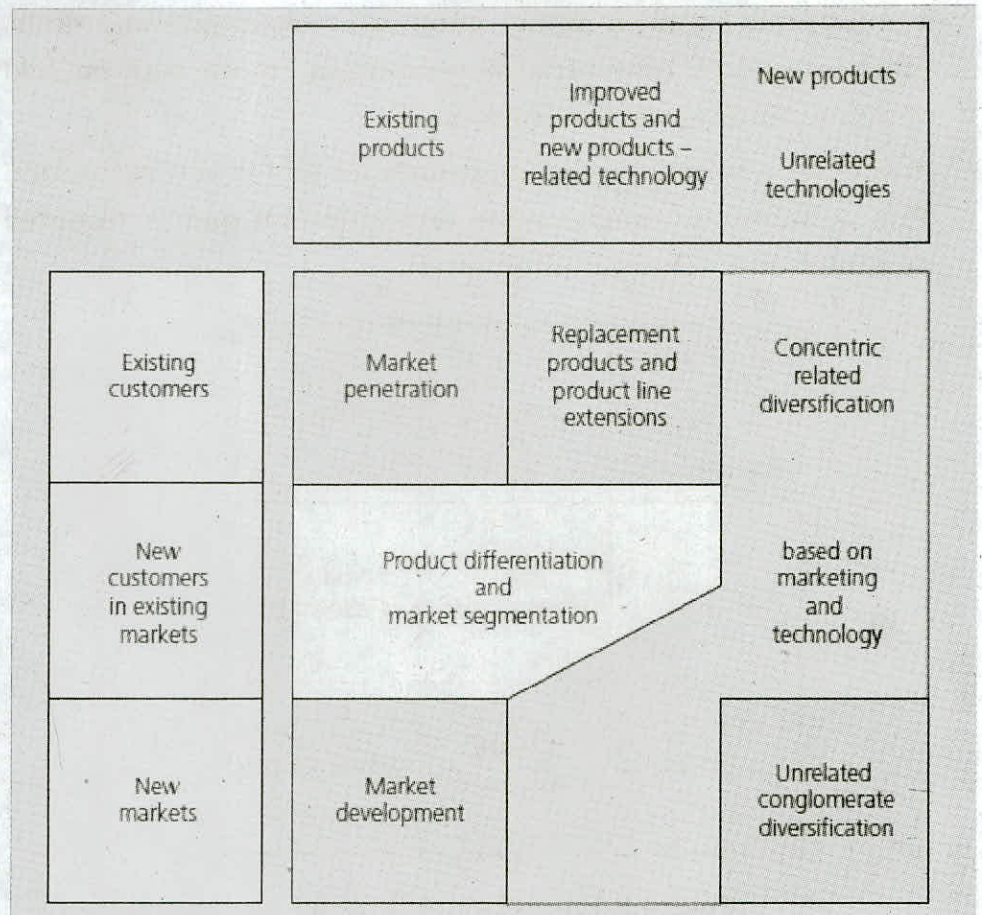 Existing
products
Improved
products and
new products –
related technology
New products
Unrelated
technologies
Existing
customers
Market
penetration
Replacement
products and
product line
extensions
Concentric
related
diversification
New
customers
in existing
markets
Product differentiation
and
market segmentation
based on
marketing
and
technology
New
markets
Market
development
Unrelated
conglomerate
diversification